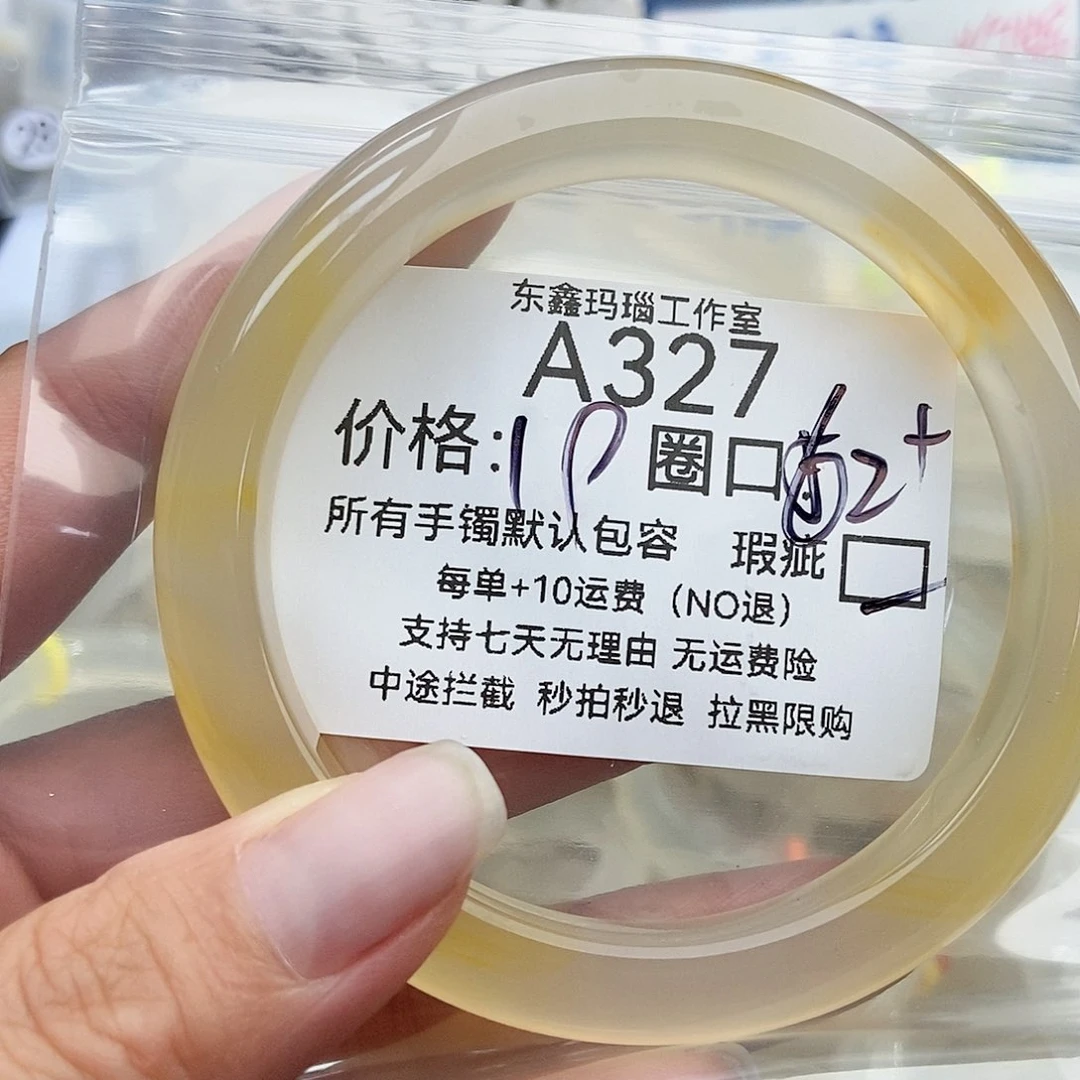 东鑫玛瑙工作室
A327
价格:1P 圈口:62+
所有手镯默认包容 瑕疵
每单+10运费（NO退）
支持七天无理由 无运费险
中途拦截 秒拍秒退 拉黑限购